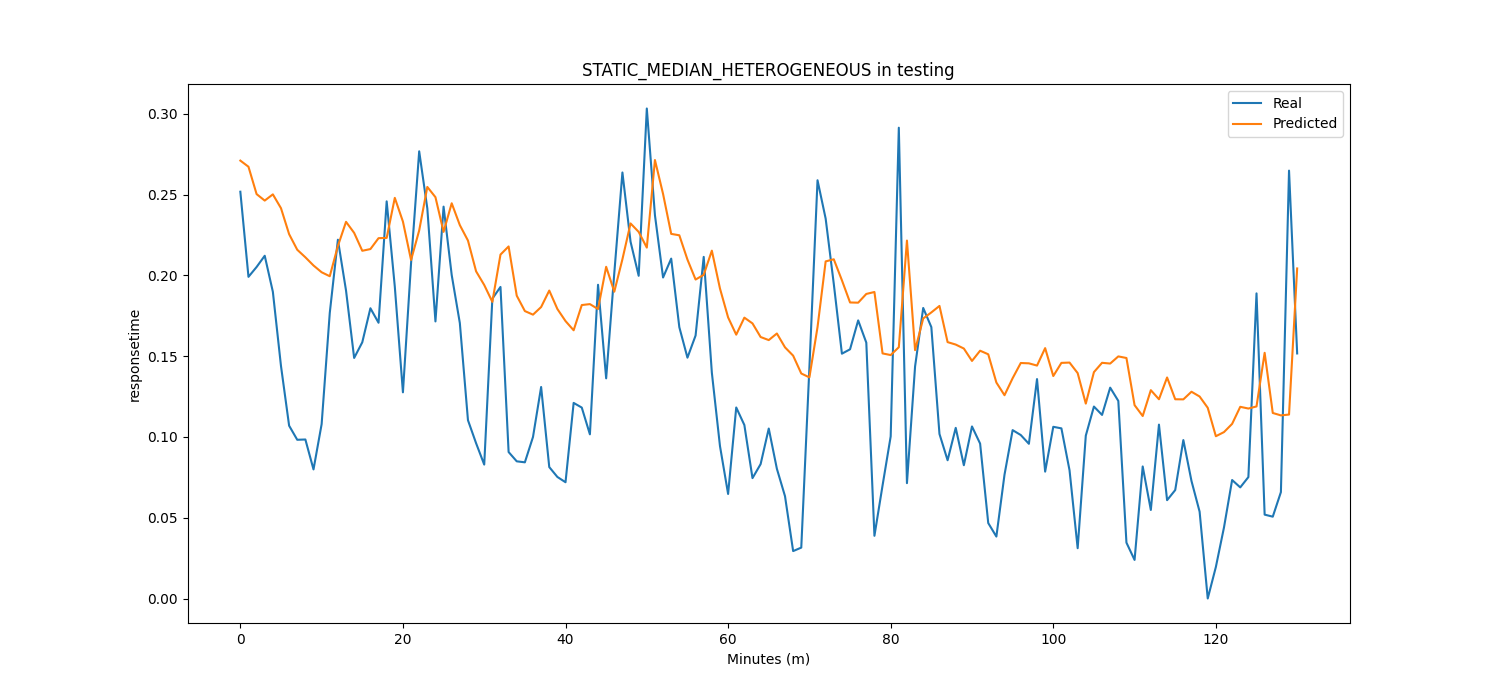 STATIC_MEDIAN_HETEROGENEOUS in testing
Real
Predicted
responsetime
0.30
0.25
0.20
0.15
0.10
0.05
0.00
0 20 40 60 80 100 120
Minutes (m)